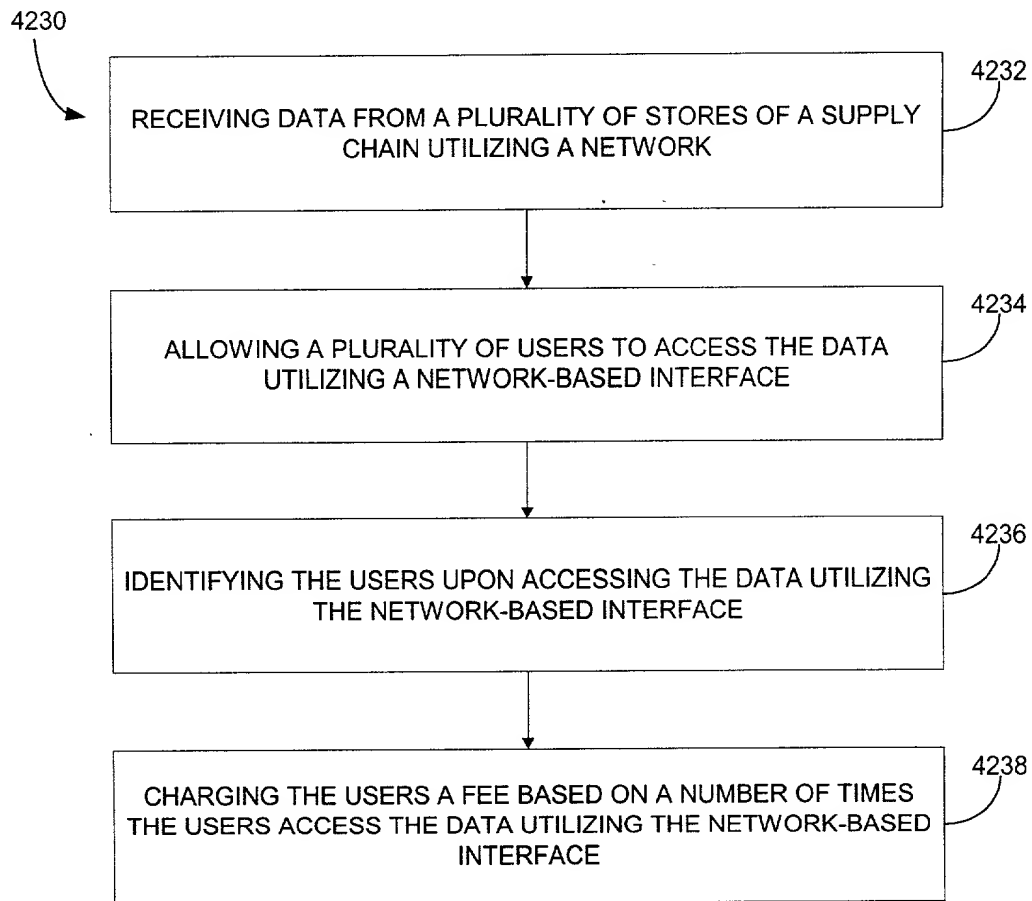 4230
4232
RECEIVING DATA FROM A PLURALITY OF STORES OF A SUPPLY
CHAIN UTILIZING A NETWORK
4234
ALLOWING A PLURALITY OF USERS TO ACCESS THE DATA
UTILIZING A NETWORK-BASED INTERFACE
4236
IDENTIFYING THE USERS UPON ACCESSING THE DATA UTILIZING
THE NETWORK-BASED INTERFACE
4238
CHARGING THE USERS A FEE BASED ON A NUMBER OF TIMES
THE USERS ACCESS THE DATA UTILIZING THE NETWORK-BASED
INTERFACE